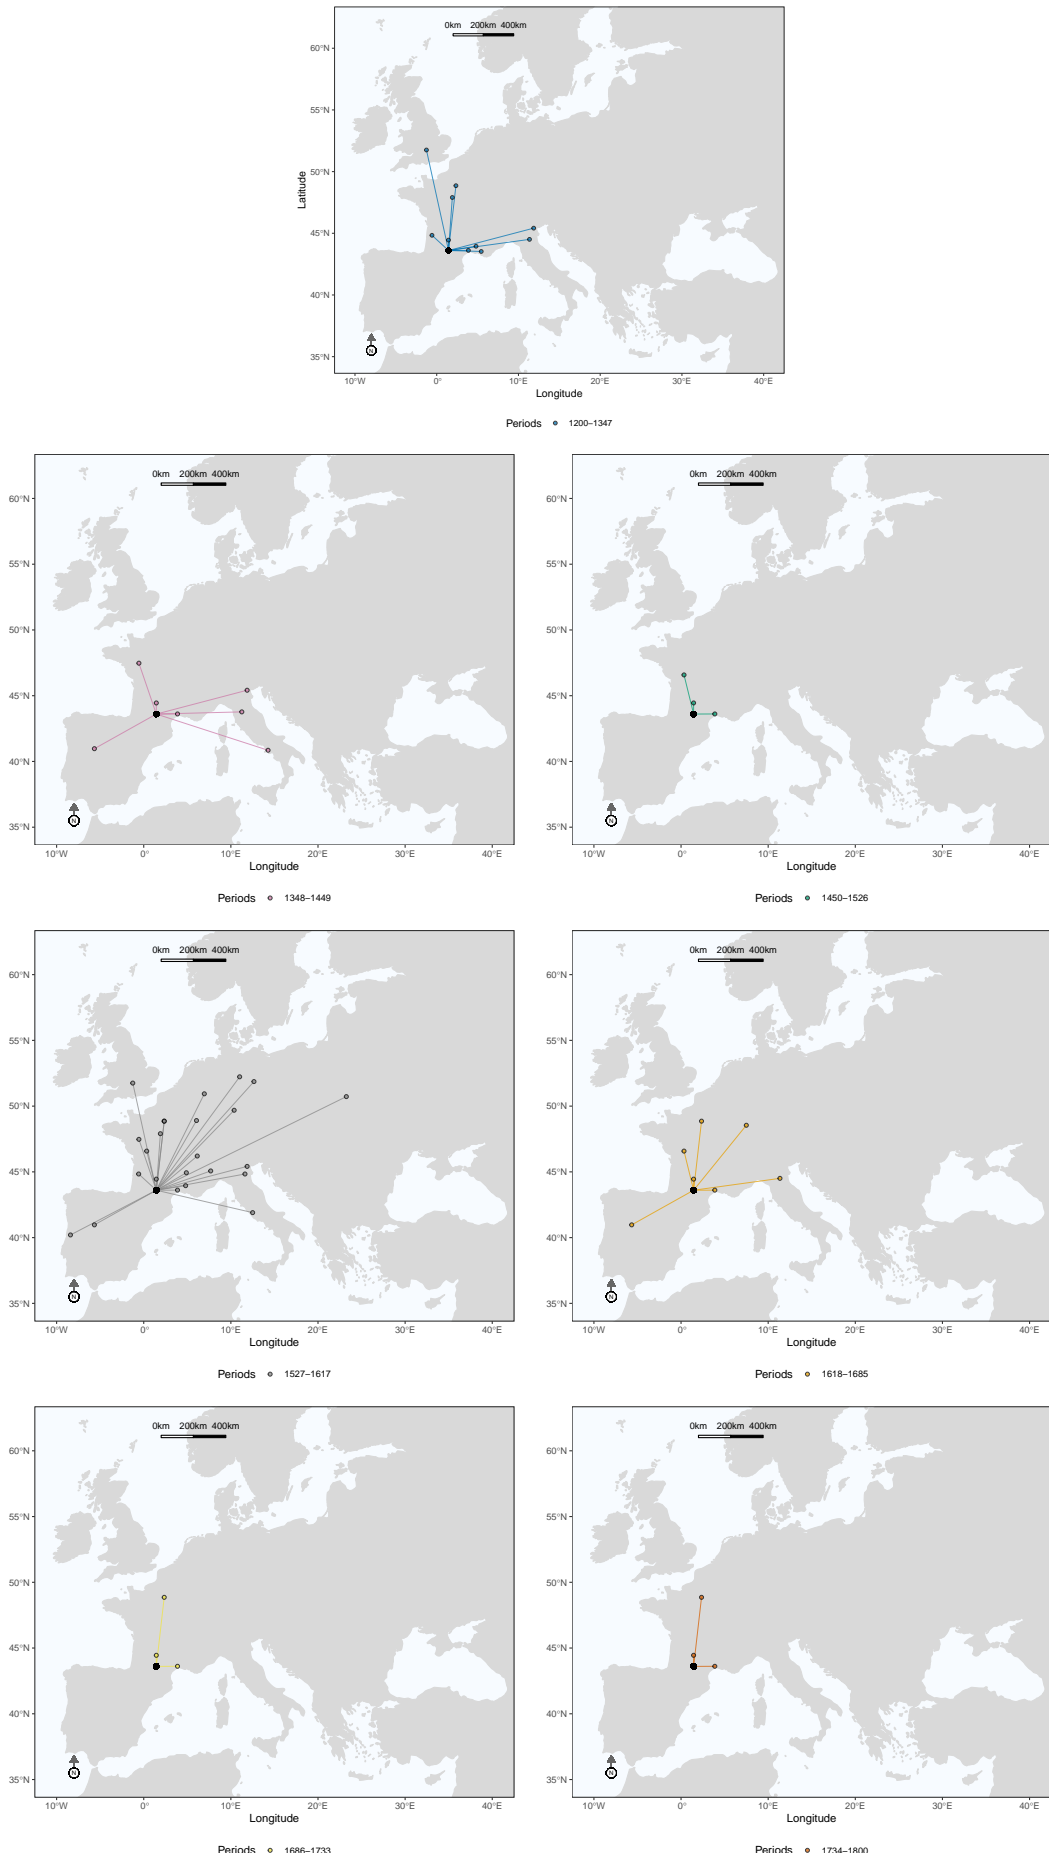 0km 200km 400km
60°N
55°N
50°N
45°N
40°N
35°N
Latitude
N
10°W 0° 10°E 20°E 30°E 40°E
Longitude
Periods 1200–1347
0km 200km 400km
60°N
55°N
50°N
45°N
40°N
35°N
N
10°W 0° 10°E 20°E 30°E 40°E
Longitude
Periods 1348–1449
0km 200km 400km
60°N
55°N
50°N
45°N
40°N
35°N
N
10°W 0° 10°E 20°E 30°E 40°E
Longitude
Periods 1450–1526
0km 200km 400km
60°N
55°N
50°N
45°N
40°N
35°N
N
10°W 0° 10°E 20°E 30°E 40°E
Longitude
Periods 1527–1617
0km 200km 400km
60°N
55°N
50°N
45°N
40°N
35°N
N
10°W 0° 10°E 20°E 30°E 40°E
Longitude
Periods 1618–1685
0km 200km 400km
60°N
55°N
50°N
45°N
40°N
35°N
N
10°W 0° 10°E 20°E 30°E 40°E
Longitude
Periods 1686–1733
0km 200km 400km
60°N
55°N
50°N
45°N
40°N
35°N
N
10°W 0° 10°E 20°E 30°E 40°E
Longitude
Periods 1734–1800